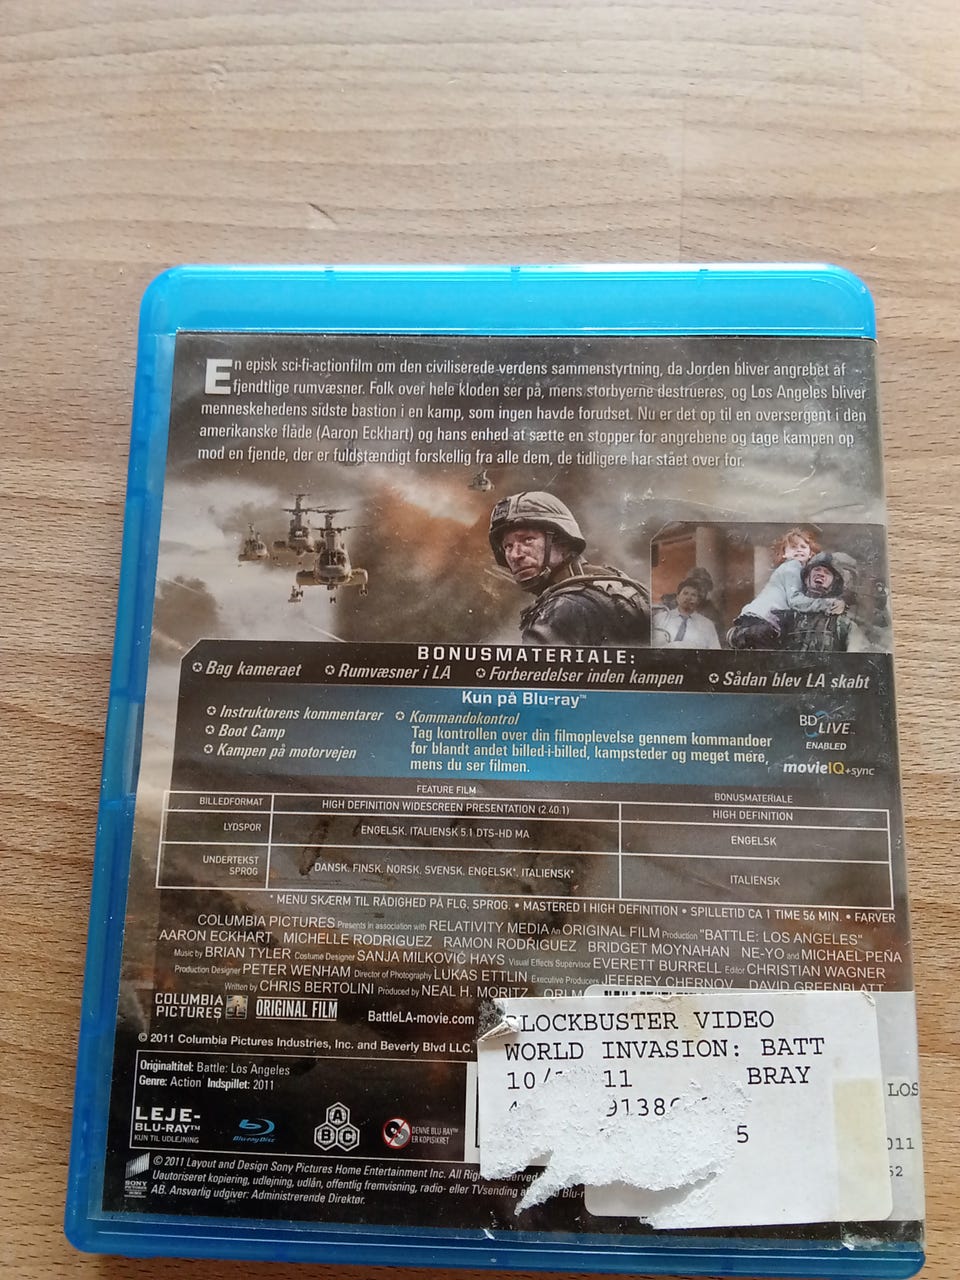 En episk sci-fi-actionfilm om den civiliserede verdens sammenstyrtning, da Jorden bliver angrebet af
fjendtlige rumvæsner. Folk over hele kloden ser på, mens storbyerne destrueres, og Los Angeles bliver
menneskehedens sidste bastion i en kamp, som ingen havde forudset. Nu er det op til en oversergent i den
amerikanske flåde (Aaron Eckhart) og hans enhed at sætte en stopper for angrebene og tage kampen op
mod en fjende, der er fuldstændigt forskellig fra alle dem, de tidligere har stået over for.
BONUSMATERIALE:
Bag kameraet Rumvæsner i LA Forberedelser inden kampen Sådan blev LA skabt
Kun på Blu-ray™
Instruktørens kommentarer
Boot Camp
Kampen på motorvejen
Kommandokontrol
Tag kontrollen over din filmoplevelse gennem kommandoer
for blandt andet billed-i-billed, kampsteder og meget mere,
mens du ser filmen.
BD LIVE™
ENABLED
movieIQ+sync
FEATURE FILM BONUSMATERIALE
BILLEDFORMAT HIGH DEFINITION WIDESCREEN PRESENTATION (2.40:1) HIGH DEFINITION
LYDSPOR ENGELSK, ITALIENSK 5.1 DTS-HD MA ENGELSK
UNDERTEKST
SPROG DANSK, FINSK, NORSK, SVENSK, ENGELSK*, ITALIENSK* ITALIENSK
* MENU SKÆRM TIL RÅDIGHED PÅ FLG. SPROG. • MASTERED I HIGH DEFINITION • SPILLETID CA 1 TIME 56 MIN. • FARVER
COLUMBIA PICTURES Presents in association with RELATIVITY MEDIA An ORIGINAL FILM Production "BATTLE: LOS ANGELES"
AARON ECKHART MICHELLE RODRIGUEZ RAMON RODRIGUEZ BRIDGET MOYNAHAN NE-YO and MICHAEL PEÑA
Music by BRIAN TYLER Costume Designer SANJA MILKOVIC HAYS Visual Effects Supervisor EVERETT BURRELL Editor CHRISTIAN WAGNER
Production Designer PETER WENHAM Director of Photography LUKAS ETTLIN Executive Producers JEFFREY CHERNOV DAVID GREENBLATT
Written by CHRIS BERTOLINI Produced by NEAL H. MORITZ
COLUMBIA
PICTURES
ORIGINAL FILM
BattleLA-movie.com
© 2011 Columbia Pictures Industries, Inc. and Beverly Blvd LLC.
Originaltitel: Battle: Los Angeles
Genre: Action Indspillet: 2011
LEJE-
BLU-RAY™
KUN TIL UDLEJNING
Blu-ray Disc
A
B C
DENNE BLU-RAY™
ER KOPISIKRET
SONY
© 2011 Layout and Design Sony Pictures Home Entertainment Inc. All
Uautoriseret kopiering, udlejning, udlån, offentlig fremvisning, radio- eller TVsending
AB. Ansvarlig udgiver: Administrerende Direktør.
BLOCKBUSTER VIDEO
WORLD INVASION: BATT
10/ 11 BRAY
4 9138
5
LOS